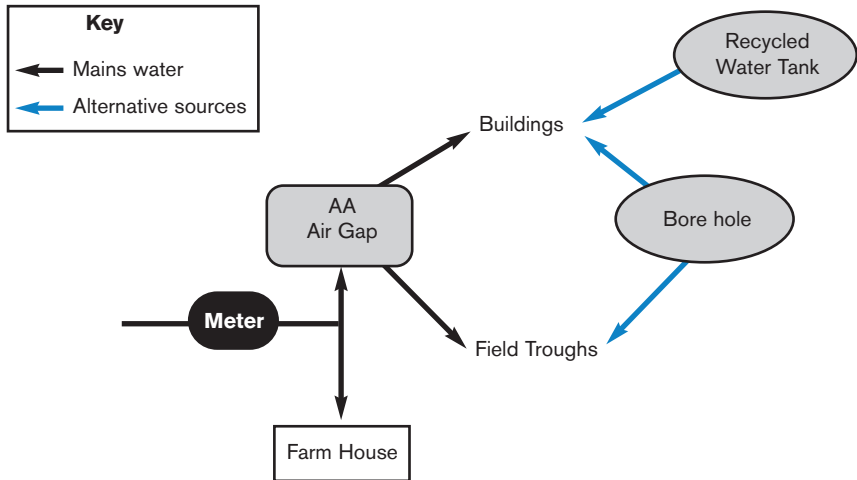 Key
Mains water
Alternative sources
Recycled
Water Tank
Buildings
AA
Air Gap
Bore hole
Meter
Field Troughs
Farm House